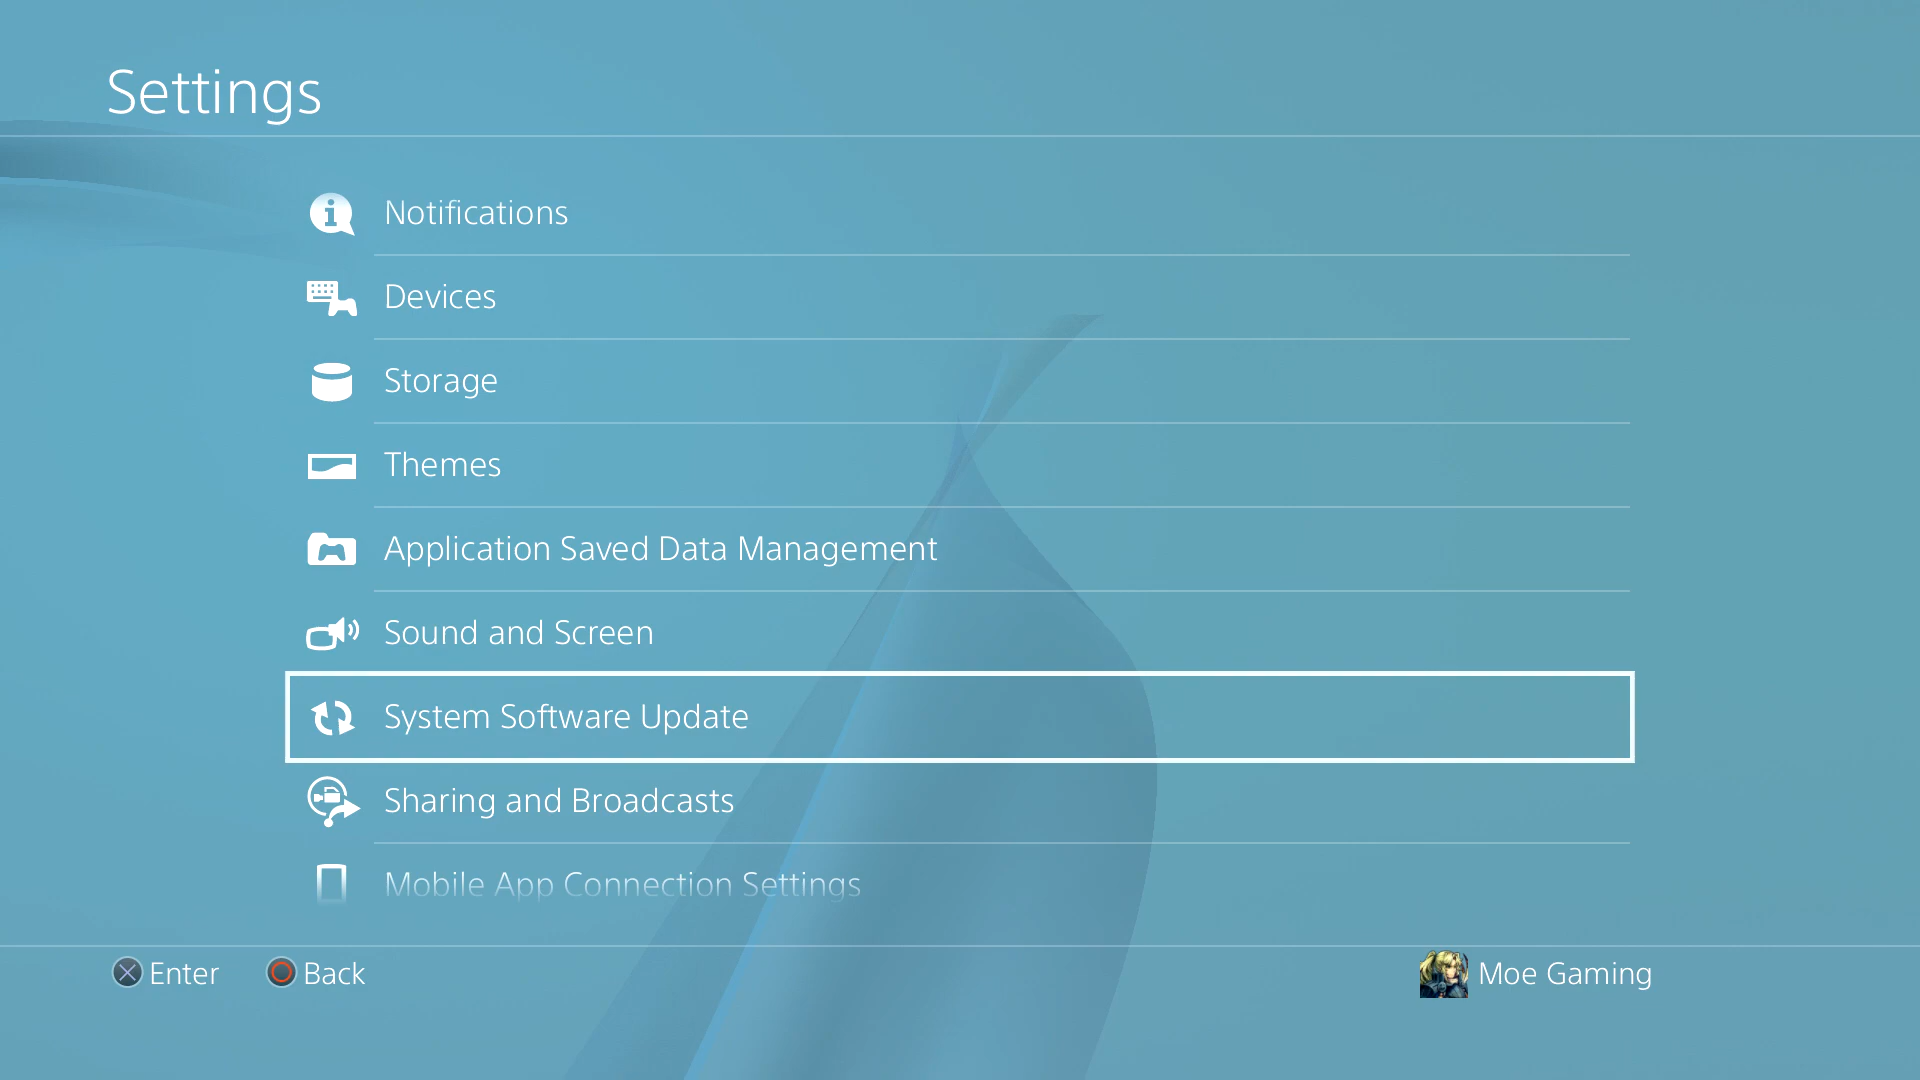 Settings
Notifications
Devices
Storage
Themes
Application Saved Data Management
Sound and Screen
System Software Update
Sharing and Broadcasts
Mobile App Connection Settings
Enter Back Moe Gaming